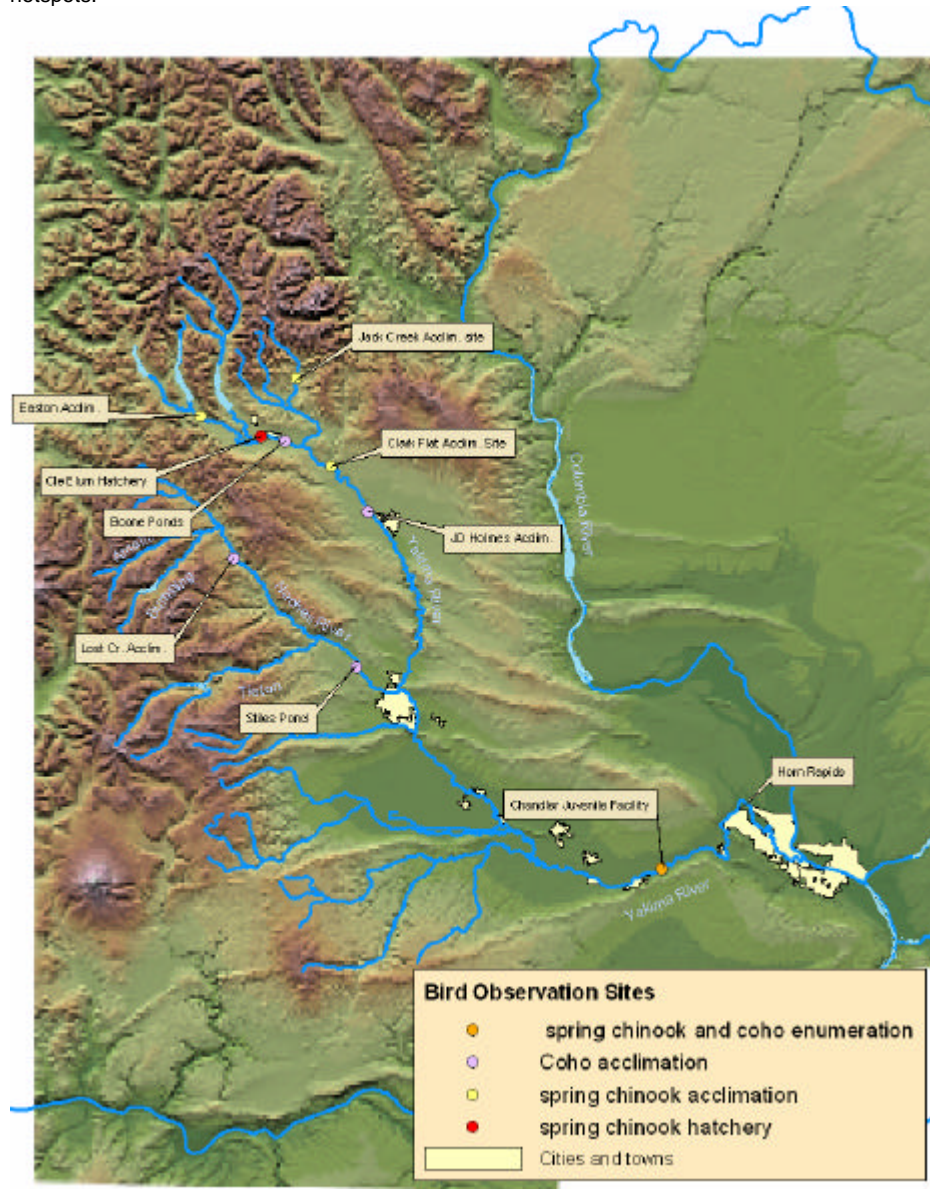 Jack Creek Acclim. site
Easton Acclim.
Clark Flat Acclim. Site
Cle Elum Hatchery
Columbia River
Boone Ponds
JD Holmes Acclim.
Yakima River
Lost Cr. Acclim.
Stiles Pond
Horn Rapids
Chandler Juvenile Facility
Yakima River
Bird Observation Sites
spring chinook and coho enumeration
Coho acclimation
spring chinook acclimation
spring chinook hatchery
Cities and towns